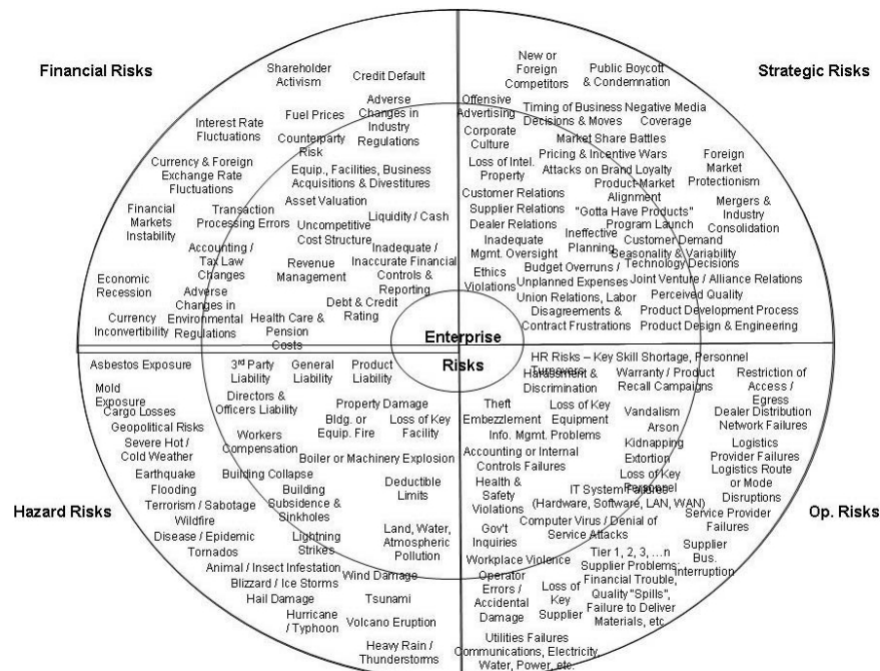 Financial Risks
Shareholder
Activism
Credit Default
Fuel Prices
Adverse
Changes in
Industry
Regulations
Interest Rate
Fluctuations
Counterparty
Risk
Currency & Foreign
Exchange Rate
Fluctuations
Equip., Facilities, Business
Acquisitions & Divestitures
Asset Valuation
Financial
Markets
Instability
Transaction
Processing Errors
Liquidity / Cash
Uncompetitive
Cost Structure
Accounting /
Tax Law
Changes
Inadequate /
Inaccurate Financial
Controls &
Reporting
Revenue
Management
Economic
Recession
Adverse
Changes in
Environmental
Regulations
Debt & Credit
Rating
Currency
Inconvertibility
Health Care &
Pension
Costs
Strategic Risks
New or
Foreign
Competitors
Public Boycott
& Condemnation
Offensive
Advertising
Timing of Business
Decisions & Moves
Negative Media
Coverage
Corporate
Culture
Market Share Battles
Pricing & Incentive Wars
Loss of Intel.
Property
Attacks on Brand Loyalty
Foreign
Market
Protectionism
Product-Market
Alignment
Customer Relations
Supplier Relations
Dealer Relations
"Gotta Have Products"
Program Launch
Mergers &
Industry
Consolidation
Inadequate
Mgmt. Oversight
Ineffective
Planning
Customer Demand
Seasonality & Variability
Ethics
Violations
Budget Overruns /
Unplanned Expenses
Technology Decisions
Joint Venture / Alliance Relations
Union Relations, Labor
Disagreements &
Contract Frustrations
Perceived Quality
Product Development Process
Product Design & Engineering
Enterprise
Risks
Hazard Risks
Asbestos Exposure
3rd Party
Liability
General
Liability
Product
Liability
Mold
Exposure
Cargo Losses
Geopolitical Risks
Severe Hot /
Cold Weather
Directors &
Officers Liability
Property Damage
Bldg. or
Equip. Fire
Loss of Key
Facility
Workers
Compensation
Boiler or Machinery Explosion
Earthquake
Building Collapse
Flooding
Deductible
Limits
Building
Subsidence &
Sinkholes
Terrorism / Sabotage
Wildfire
Disease / Epidemic
Tornados
Lightning
Strikes
Land, Water,
Atmospheric
Pollution
Animal / Insect Infestation
Wind Damage
Blizzard / Ice Storms
Hail Damage
Tsunami
Hurricane
/ Typhoon
Volcano Eruption
Heavy Rain /
Thunderstorms
Op. Risks
HR Risks – Key Skill Shortage, Personnel
Turnovers
Harassment &
Discrimination
Warranty / Product
Recall Campaigns
Restriction of
Access /
Egress
Theft
Embezzlement
Loss of Key
Equipment
Vandalism
Arson
Dealer Distribution
Network Failures
Info. Mgmt. Problems
Kidnapping
Extortion
Accounting or Internal
Controls Failures
Loss of Key
Personnel
Logistics
Provider Failures
Logistics Route
or Mode
Disruptions
Health &
Safety
Violations
IT System Failures
(Hardware, Software, LAN, WAN)
Computer Virus / Denial of
Service Attacks
Service Provider
Failures
Gov't
Inquiries
Workplace Violence
Tier 1, 2, 3, …n
Supplier Problems:
Financial Trouble,
Quality "Spills",
Failure to Deliver
Materials, etc
Supplier
Bus.
Interruption
Operator
Errors /
Accidental
Damage
Loss of
Key
Supplier
Utilities Failures
Communications, Electricity,
Water, Power, etc.